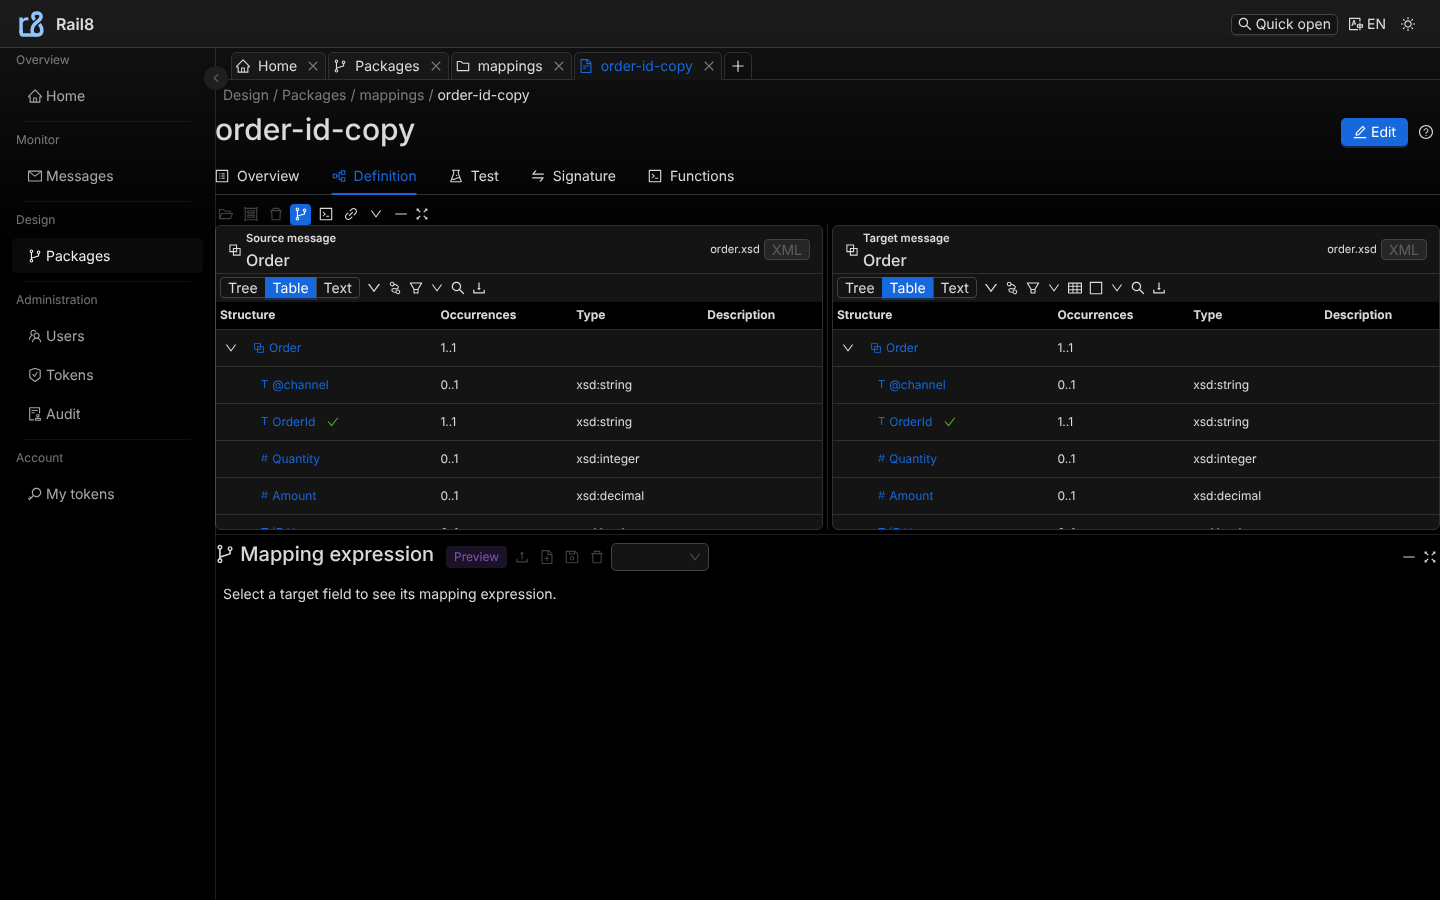 Rail8
Quick open
EN
Overview
Home
Monitor
Messages
Design
Packages
Administration
Users
Tokens
Audit
Account
My tokens
Home
Packages
mappings
order-id-copy
Design / Packages / mappings / order-id-copy
order-id-copy
Edit
Overview
Definition
Test
Signature
Functions
Source message
Order
order.xsd XML
Tree Table Text
Structure Occurrences Type Description
Order 1..1
T @channel 0..1 xsd:string
T OrderId 1..1 xsd:string
# Quantity 0..1 xsd:integer
# Amount 0..1 xsd:decimal
Target message
Order
order.xsd XML
Tree Table Text
Structure Occurrences Type Description
Order 1..1
T @channel 0..1 xsd:string
T OrderId 1..1 xsd:string
# Quantity 0..1 xsd:integer
# Amount 0..1 xsd:decimal
Mapping expression Preview
Select a target field to see its mapping expression.